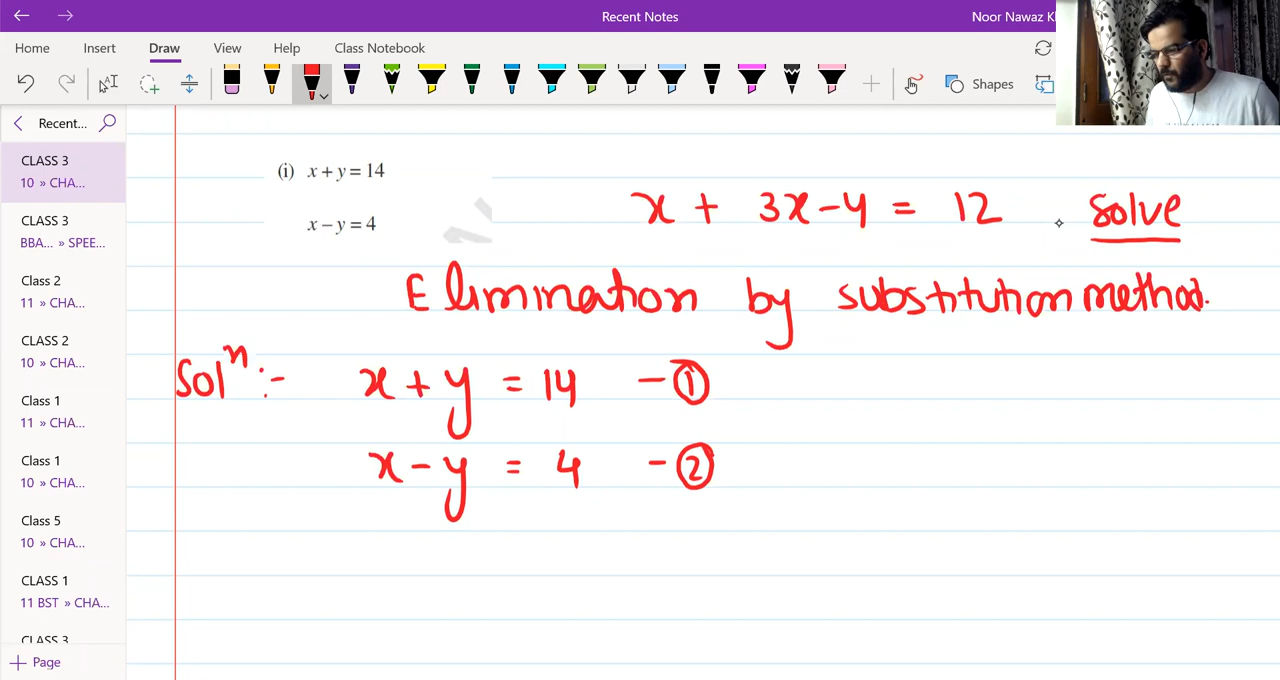 Recent Notes
Noor Nawaz
Home Insert Draw View Help Class Notebook
Shapes
Recent...
CLASS 3
10 » CHA...
CLASS 3
BBA... » SPEE...
Class 2
11 » CHA...
CLASS 2
10 » CHA...
Class 1
11 » CHA...
Class 1
10 » CHA...
Class 5
10 » CHA...
CLASS 1
11 BST » CHA...
CLASS 3
Page
(i) x + y = 14
x – y = 4
x + 3x - y = 12 solve
Elimination by substitution method.
Solⁿ :- x + y = 14 - ①
x - y = 4 - ②